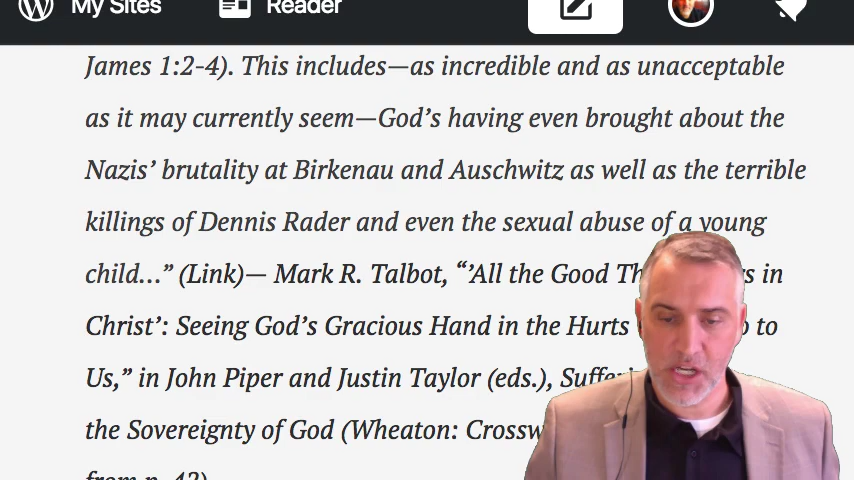 My Sites Reader
James 1:2-4). This includes—as incredible and as unacceptable
as it may currently seem—God’s having even brought about the
Nazis’ brutality at Birkenau and Auschwitz as well as the terrible
killings of Dennis Rader and even the sexual abuse of a young
child…” (Link)— Mark R. Talbot, “’All the Good in
Christ’: Seeing God’s Gracious Hand in the Hurts to
Us,” in John Piper and Justin Taylor (eds.),
the Sovereignty of God (Wheaton:
from p. 42)